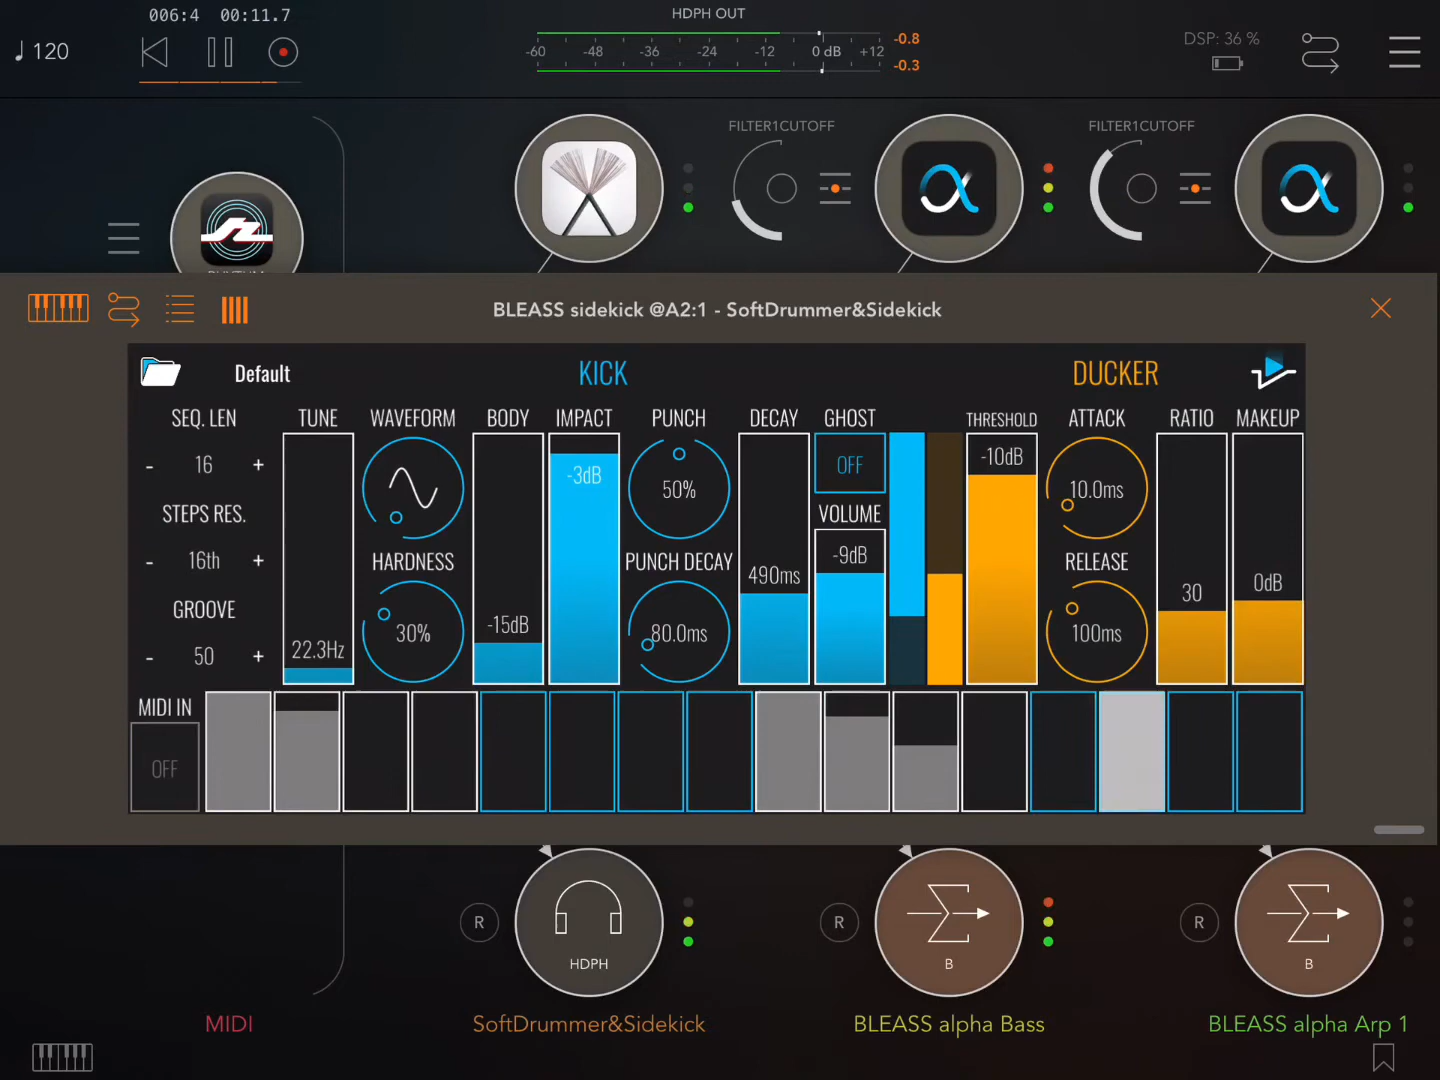 006:4 00:11.7
HDPH OUT
120
-60 -48 -36 -24 -12 0 dB +12
-0.8
-0.3
DSP: 36 %
FILTER1CUTOFF
FILTER1CUTOFF
BLEASS sidekick @A2:1 - SoftDrummer&Sidekick
Default
KICK
DUCKER
SEQ. LEN TUNE WAVEFORM BODY IMPACT PUNCH DECAY GHOST THRESHOLD ATTACK RATIO MAKEUP
- 16 +
-3dB
50%
OFF
-10dB
10.0ms
STEPS RES.
VOLUME
- 16th +
HARDNESS
PUNCH DECAY
-9dB
RELEASE
490ms
30
0dB
GROOVE
- 50 +
22.3Hz
30%
-15dB
80.0ms
100ms
MIDI IN
OFF
R
HDPH
R
B
R
B
MIDI
SoftDrummer&Sidekick
BLEASS alpha Bass
BLEASS alpha Arp 1